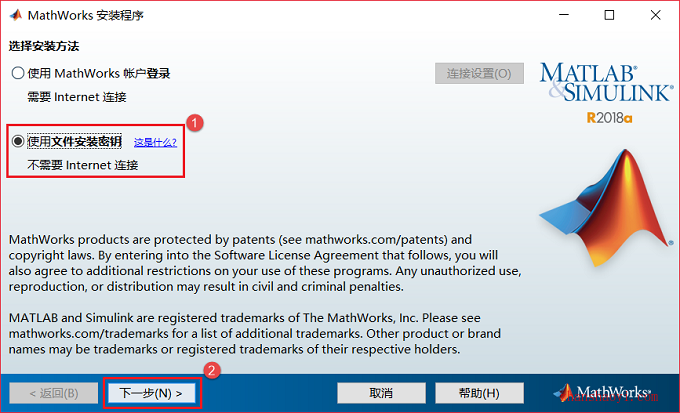 MathWorks 安装程序
选择安装方法
使用 MathWorks 帐户登录
连接设置(O)
需要 Internet 连接
MATLAB®
&SIMULINK®
R2018a
1
使用文件安装密钥 这是什么?
不需要 Internet 连接
®
MathWorks products are protected by patents (see mathworks.com/patents) and
copyright laws. By entering into the Software License Agreement that follows, you will
also agree to additional restrictions on your use of these programs. Any unauthorized use,
reproduction, or distribution may result in civil and criminal penalties.
MATLAB and Simulink are registered trademarks of The MathWorks, Inc. Please see
mathworks.com/trademarks for a list of additional trademarks. Other product or brand
names may be trademarks or registered trademarks of their respective holders.
2
< 返回(B)
下一步(N) >
取消
帮助(H)
MathWorks®